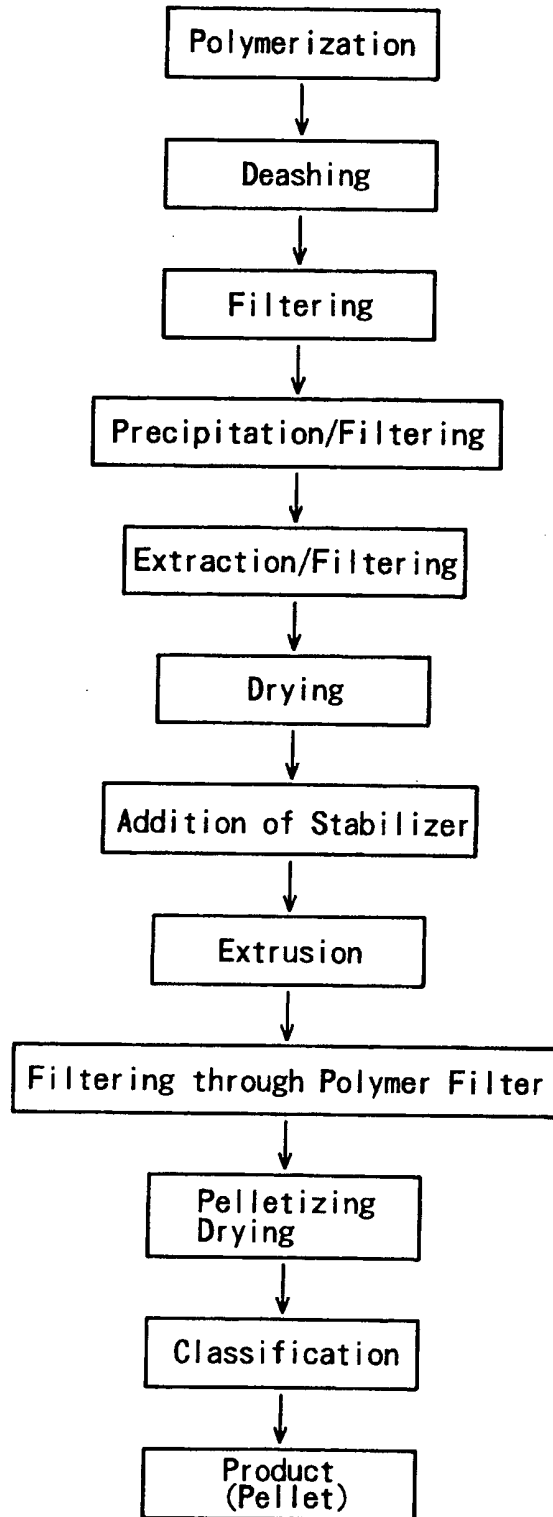 Polymerization
Deashing
Filtering
Precipitation/Filtering
Extraction/Filtering
Drying
Addition of Stabilizer
Extrusion
Filtering through Polymer Filter
Pelletizing
Drying
Classification
Product
(Pellet)